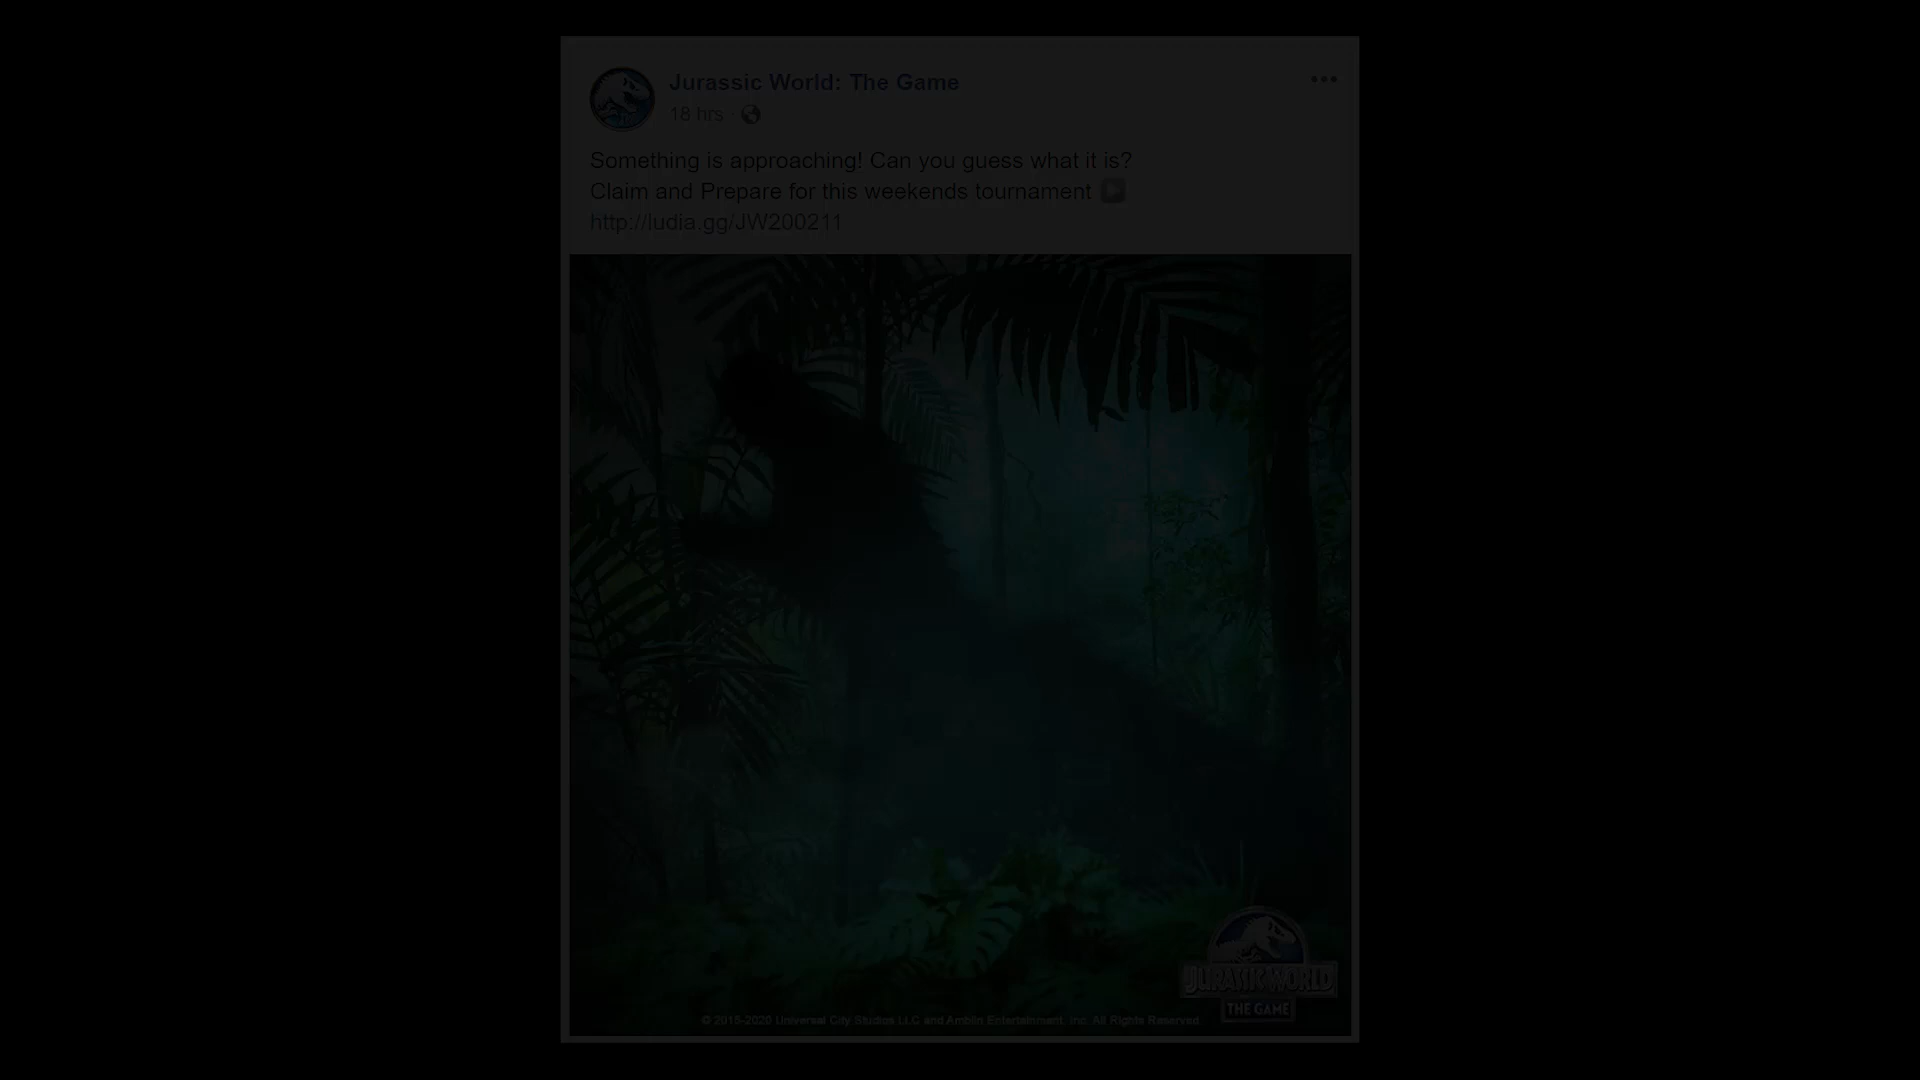 Jurassic World: The Game
18 hrs ·
Something is approaching! Can you guess what it is?
Claim and Prepare for this weekends tournament
http://ludia.gg/JW200211
JURASSIC WORLD
THE GAME
© 2015-2020 Universal City Studios LLC and Amblin Entertainment, Inc. All Rights Reserved.